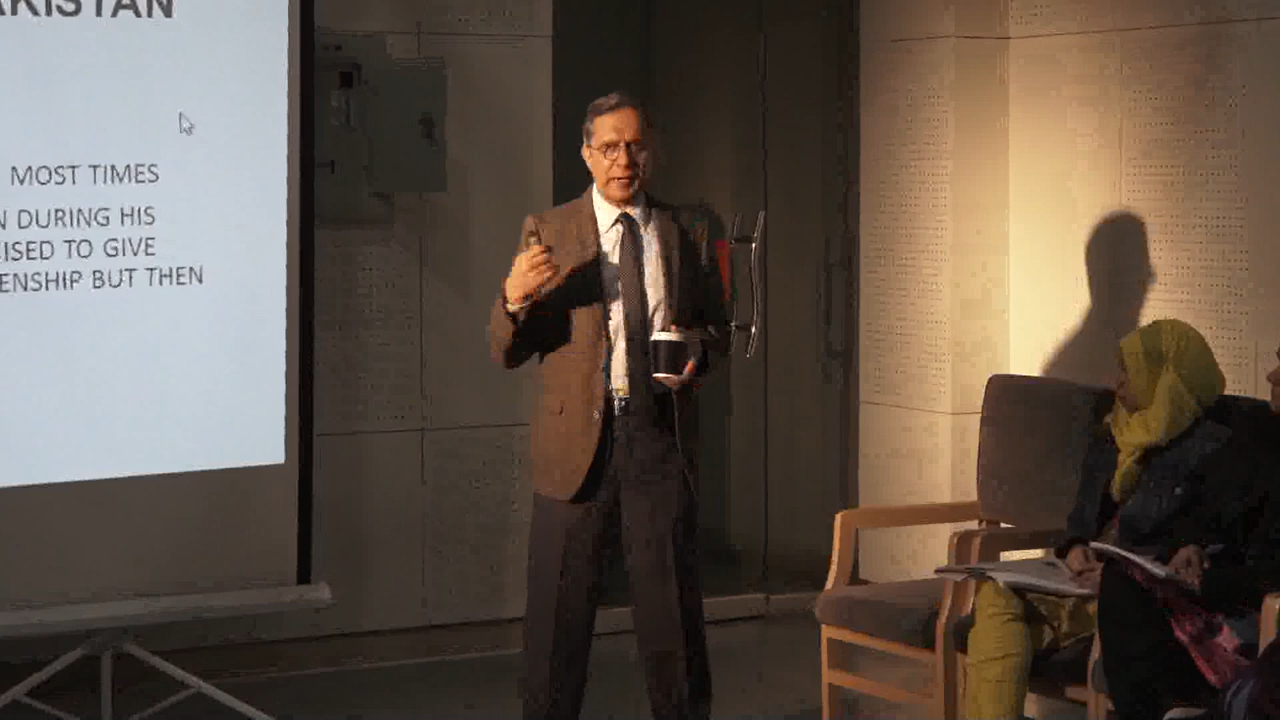 AKISTAN
MOST TIMES
N DURING HIS
ISED TO GIVE
ENSHIP BUT THEN